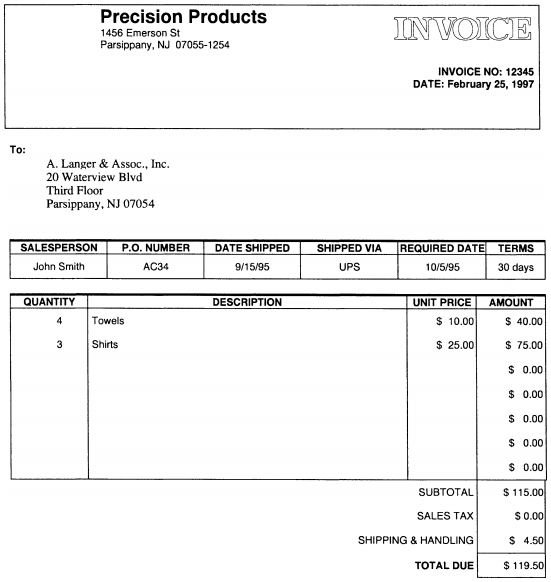 Precision Products
1456 Emerson St
Parsippany, NJ 07055-1254
INVOICE
INVOICE NO: 12345
DATE: February 25, 1997
To:
A. Langer & Assoc., Inc.
20 Waterview Blvd
Third Floor
Parsippany, NJ 07054
SALESPERSON P.O. NUMBER DATE SHIPPED SHIPPED VIA REQUIRED DATE TERMS
John Smith AC34 9/15/95 UPS 10/5/95 30 days
QUANTITY DESCRIPTION UNIT PRICE AMOUNT
4 Towels $ 10.00 $ 40.00
3 Shirts $ 25.00 $ 75.00
$ 0.00
$ 0.00
$ 0.00
$ 0.00
$ 0.00
SUBTOTAL $ 115.00
SALES TAX $ 0.00
SHIPPING & HANDLING $ 4.50
TOTAL DUE $ 119.50